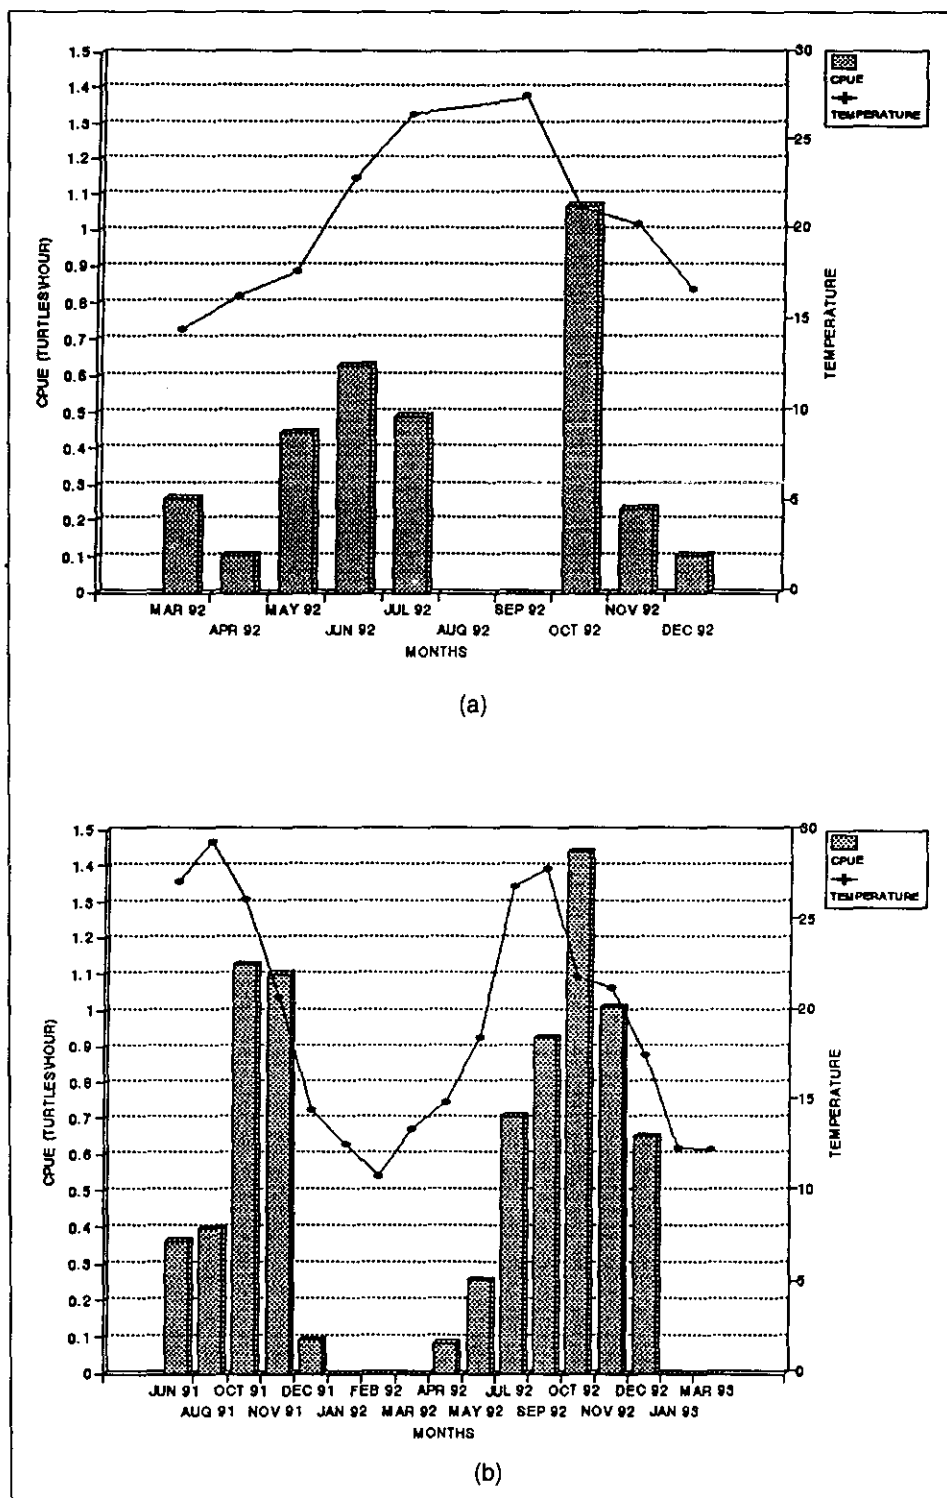 1.5
1.4
1.3
1.2
1.1
1
0.9
0.8
0.7
0.6
0.5
0.4
0.3
0.2
0.1
0
CPUE (TURTLES\HOUR)
30
25
20
15
10
5
0
TEMPERATURE
CPUE
TEMPERATURE
MAR 92 MAY 92 JUL 92 SEP 92 NOV 92
APR 92 JUN 92 AUG 92 OCT 92 DEC 92
MONTHS
(a)
1.5
1.4
1.3
1.2
1.1
1
0.9
0.8
0.7
0.6
0.5
0.4
0.3
0.2
0.1
0
CPUE (TURTLES\HOUR)
30
25
20
15
10
5
0
TEMPERATURE
CPUE
TEMPERATURE
JUN 91 OCT 91 DEC 91 FEB 92 APR 92 JUL 92 OCT 92 DEC 92 MAR 93
AUG 91 NOV 91 JAN 92 MAR 92 MAY 92 SEP 92 NOV 92 JAN 93
MONTHS
(b)